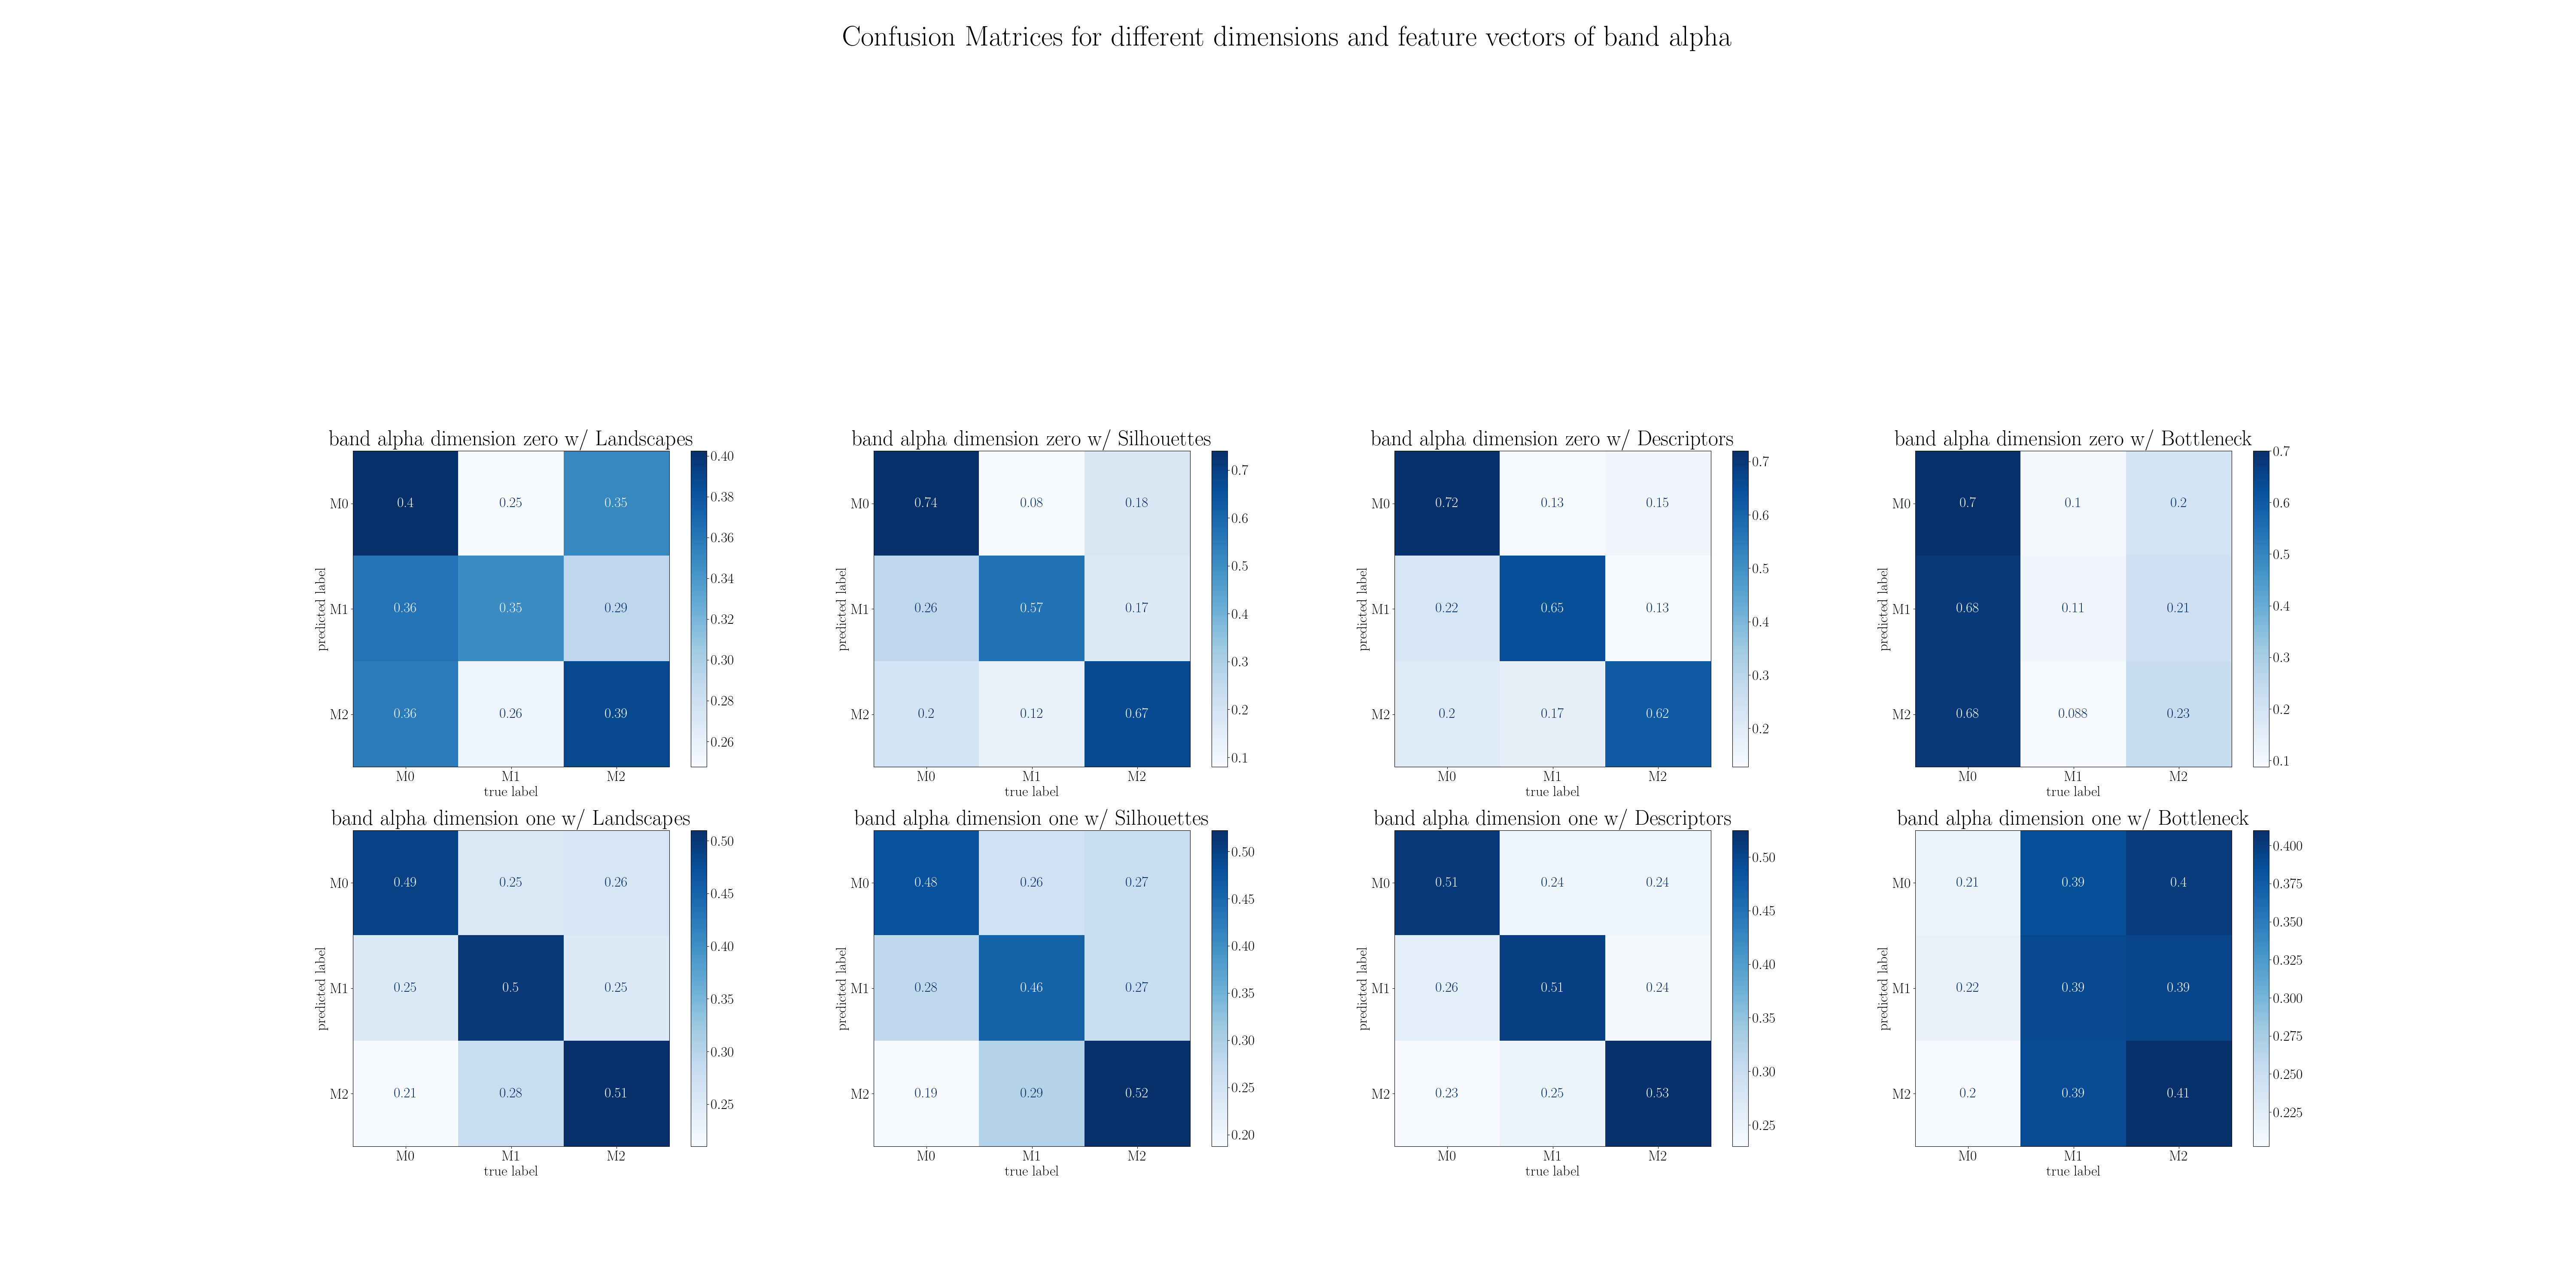 Confusion Matrices for different dimensions and feature vectors of band alpha
band alpha dimension zero w/ Landscapes
predicted label
M0 0.4 0.25 0.35
M1 0.36 0.35 0.29
M2 0.36 0.26 0.39
M0 M1 M2
true label
0.40
0.38
0.36
0.34
0.32
0.30
0.28
0.26
band alpha dimension zero w/ Silhouettes
predicted label
M0 0.74 0.08 0.18
M1 0.26 0.57 0.17
M2 0.2 0.12 0.67
M0 M1 M2
true label
0.7
0.6
0.5
0.4
0.3
0.2
0.1
band alpha dimension zero w/ Descriptors
predicted label
M0 0.72 0.13 0.15
M1 0.22 0.65 0.13
M2 0.2 0.17 0.62
M0 M1 M2
true label
0.7
0.6
0.5
0.4
0.3
0.2
band alpha dimension zero w/ Bottleneck
predicted label
M0 0.7 0.1 0.2
M1 0.68 0.11 0.21
M2 0.68 0.088 0.23
M0 M1 M2
true label
0.7
0.6
0.5
0.4
0.3
0.2
0.1
band alpha dimension one w/ Landscapes
predicted label
M0 0.49 0.25 0.26
M1 0.25 0.5 0.25
M2 0.21 0.28 0.51
M0 M1 M2
true label
0.50
0.45
0.40
0.35
0.30
0.25
band alpha dimension one w/ Silhouettes
predicted label
M0 0.48 0.26 0.27
M1 0.28 0.46 0.27
M2 0.19 0.29 0.52
M0 M1 M2
true label
0.50
0.45
0.40
0.35
0.30
0.25
0.20
band alpha dimension one w/ Descriptors
predicted label
M0 0.51 0.24 0.24
M1 0.26 0.51 0.24
M2 0.23 0.25 0.53
M0 M1 M2
true label
0.50
0.45
0.40
0.35
0.30
0.25
band alpha dimension one w/ Bottleneck
predicted label
M0 0.21 0.39 0.4
M1 0.22 0.39 0.39
M2 0.2 0.39 0.41
M0 M1 M2
true label
0.400
0.375
0.350
0.325
0.300
0.275
0.250
0.225